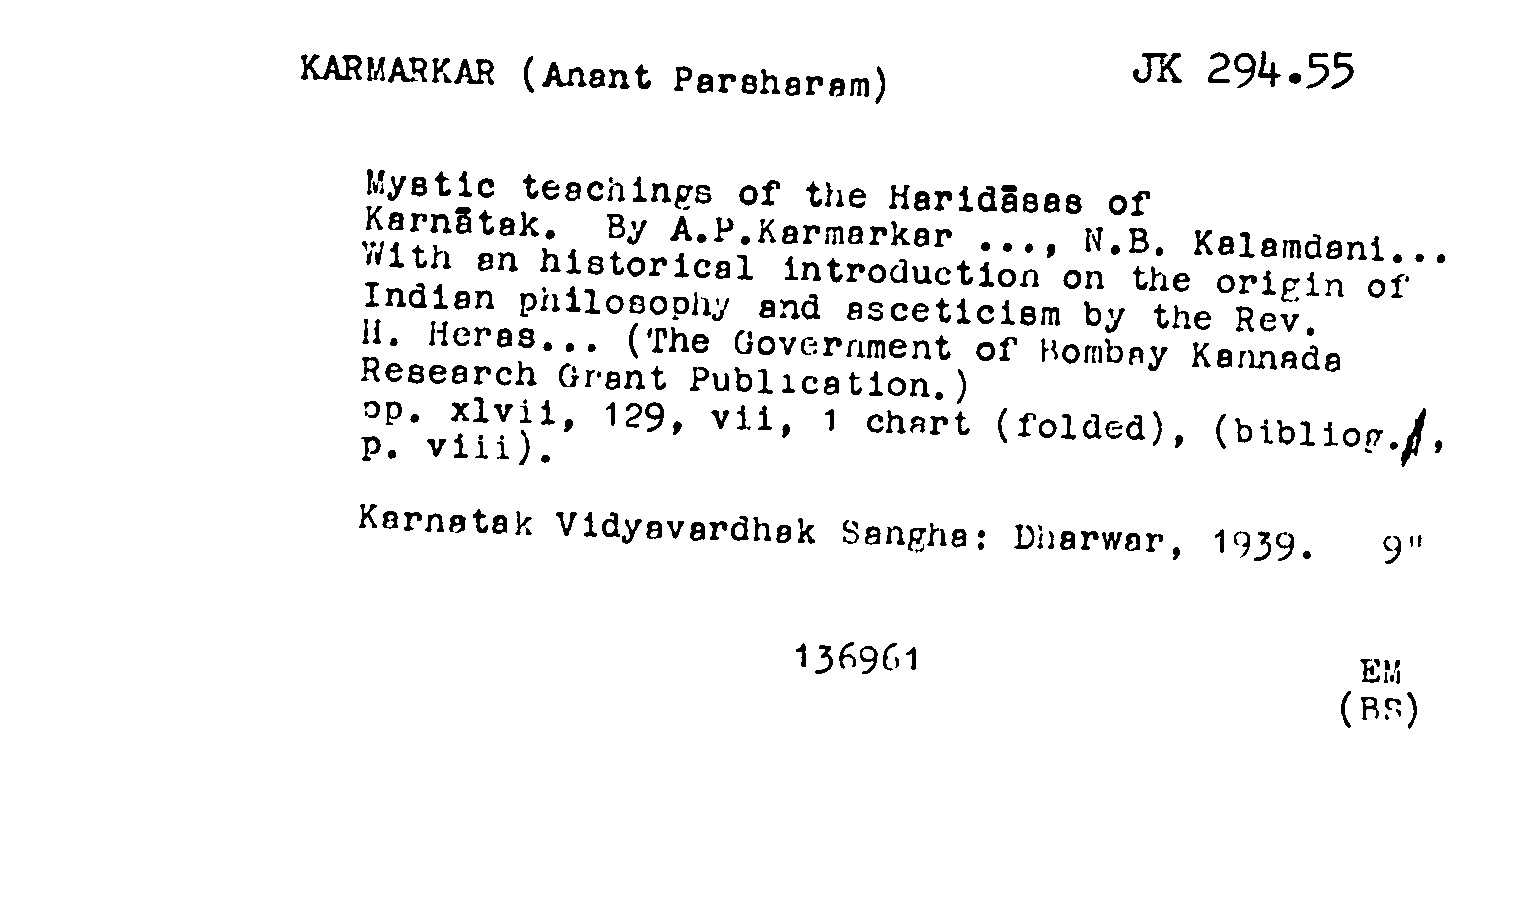 KARMARKAR (Anant Parsharam) JK 294.55
Mystic teachings of the Haridāsas of
Karnātak. By A.P.Karmarkar ..., N.B. Kalamdani...
With an historical introduction on the origin of
Indian philosophy and asceticism by the Rev.
H. Heras... (The Government of Bombay Kannada
Research Grant Publication.)
pp. xlvii, 129, vii, 1 chart (folded), (bibliog.,
p. viii).
Karnatak Vidyavardhak Sangha: Dharwar, 1939. 9"
136961
EM
(BS)